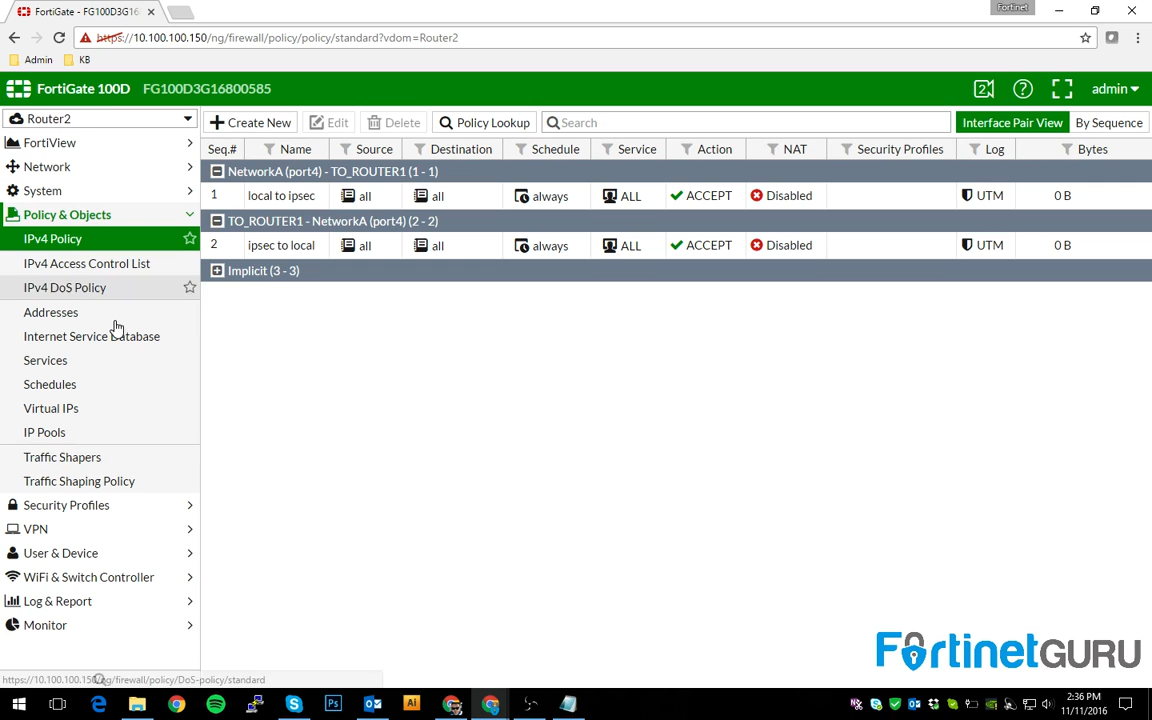 FortiGate - FG100D3G16
Fortinet
https://10.100.100.150/ng/firewall/policy/policy/standard?vdom=Router2
Admin KB
FortiGate 100D FG100D3G16800585 2 ? admin
Router2
Create New Edit Delete Policy Lookup Search Interface Pair View By Sequence
FortiView
Seq.# Name Source Destination Schedule Service Action NAT Security Profiles Log Bytes
Network
NetworkA (port4) - TO_ROUTER1 (1 - 1)
System
1 local to ipsec all all always ALL ACCEPT Disabled UTM 0 B
Policy & Objects
TO_ROUTER1 - NetworkA (port4) (2 - 2)
IPv4 Policy
2 ipsec to local all all always ALL ACCEPT Disabled UTM 0 B
IPv4 Access Control List
Implicit (3 - 3)
IPv4 DoS Policy
Addresses
Internet Service Database
Services
Schedules
Virtual IPs
IP Pools
Traffic Shapers
Traffic Shaping Policy
Security Profiles
VPN
User & Device
WiFi & Switch Controller
Log & Report
Monitor
FortinetGURU
https://10.100.100.150/ng/firewall/policy/DoS-policy/standard
Ps Ai
2:36 PM
11/11/2016